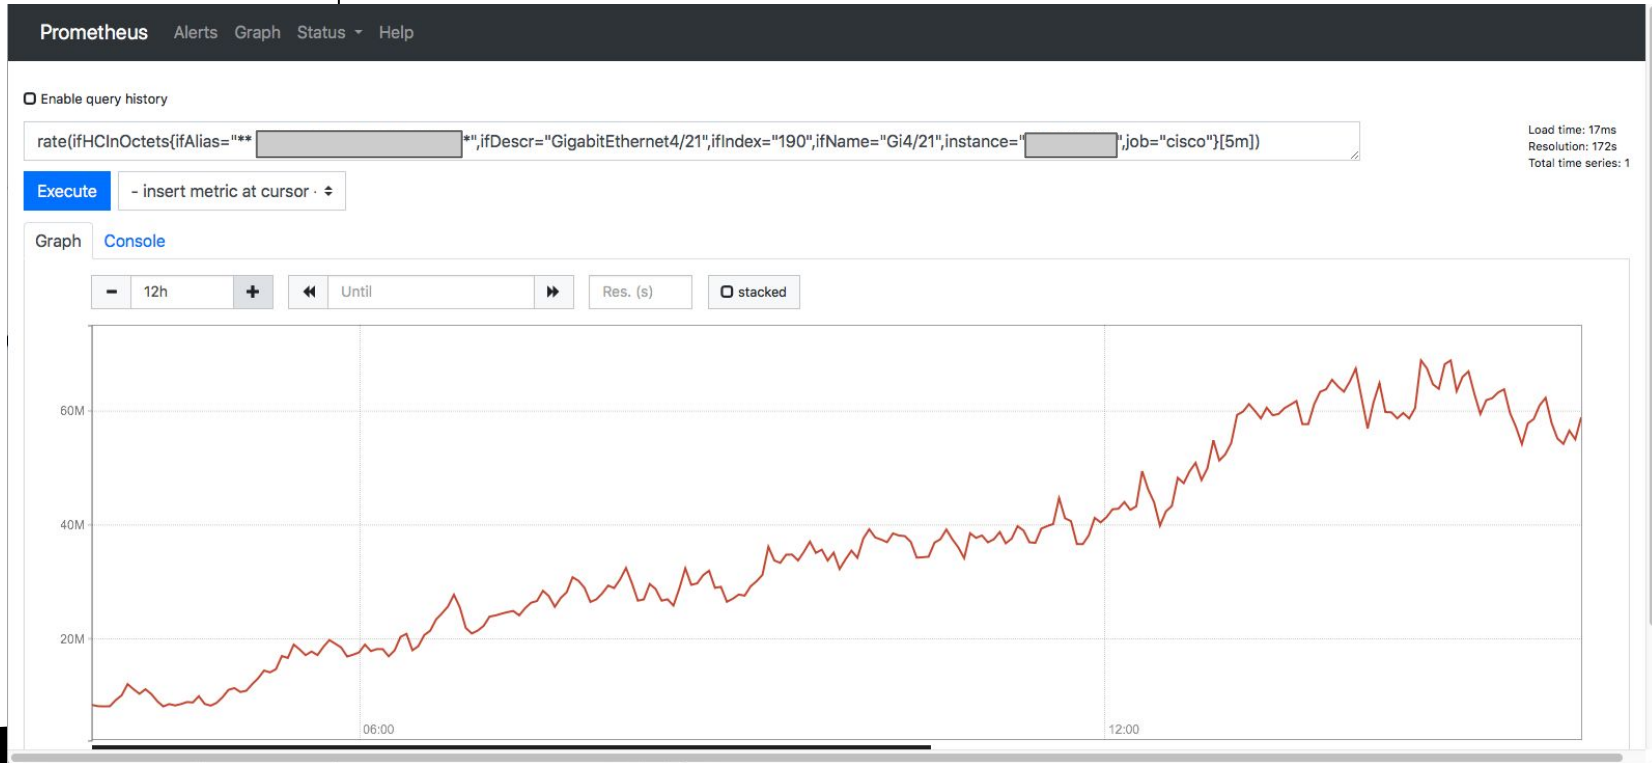 Prometheus Alerts Graph Status Help
Enable query history
rate(ifHCInOctets{ifAlias="** *",ifDescr="GigabitEthernet4/21",ifIndex="190",ifName="Gi4/21",instance=" ",job="cisco"}[5m])
Load time: 17ms
Resolution: 172s
Total time series: 1
Execute - insert metric at cursor -
Graph Console
12h Until Res. (s) stacked
60M
40M
20M
06:00 12:00